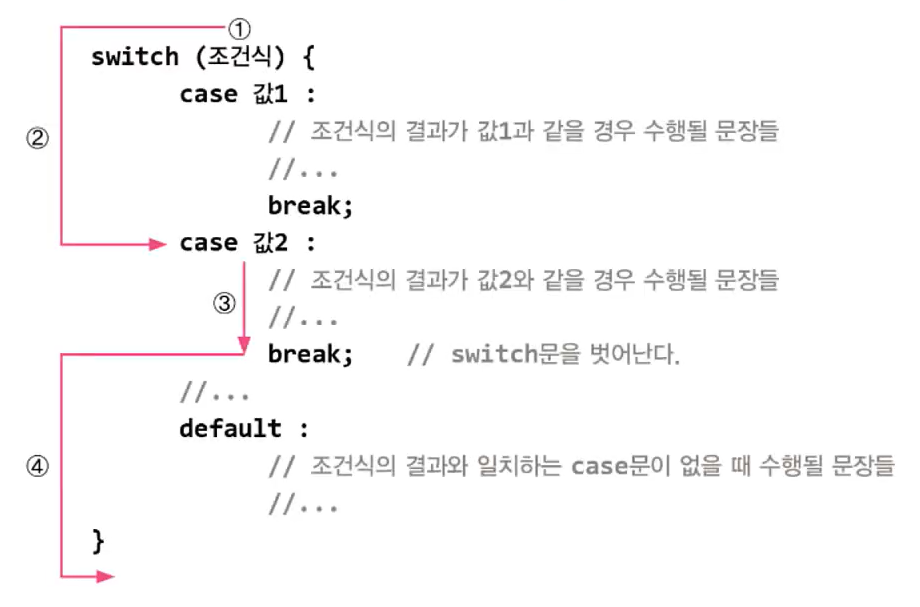 ①
switch (조건식) {
case 값1 :
// 조건식의 결과가 값1과 같을 경우 수행될 문장들
//...
break;
②
case 값2 :
// 조건식의 결과가 값2와 같을 경우 수행될 문장들
③
//...
break; // switch문을 벗어난다.
//...
default :
④
// 조건식의 결과와 일치하는 case문이 없을 때 수행될 문장들
//...
}